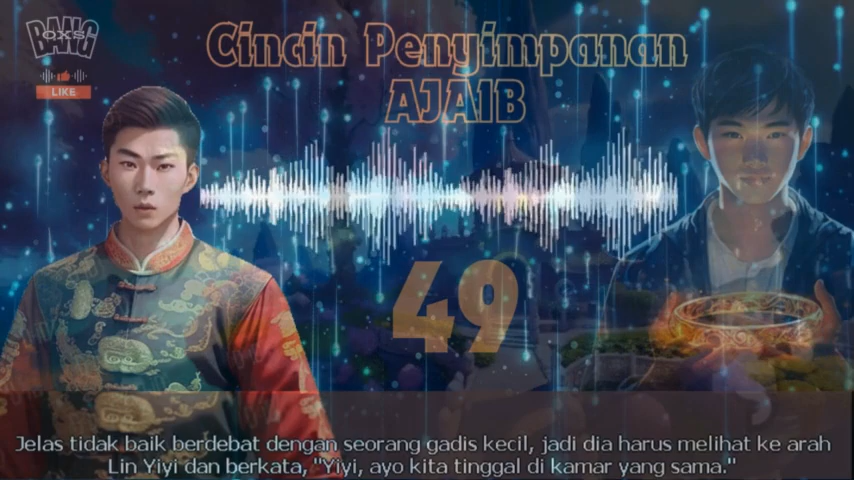 BANG
OXS
LIKE
Cincin Penyimpanan
AJAIB
49
Jelas tidak baik berdebat dengan seorang gadis kecil, jadi dia harus melihat ke arah
Lin Yiyi dan berkata, "Yiyi, ayo kita tinggal di kamar yang sama."